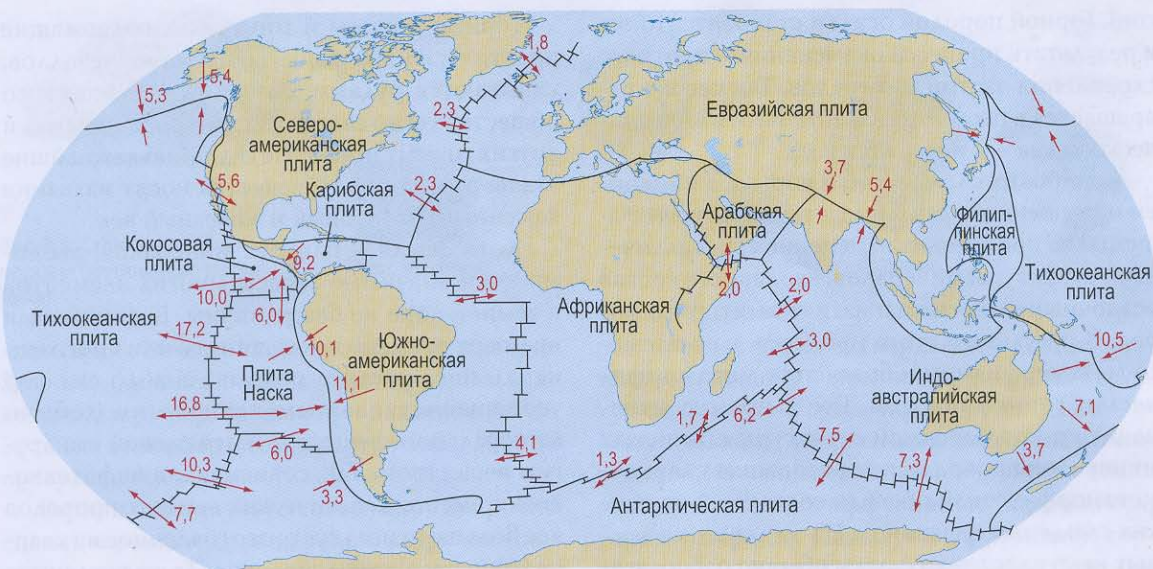 1,8
5,4
5,3
Евразийская плита
2,3
Северо-
американская
плита
3,7
5,6
Карибская
плита
2,3
5,4
Арабская
плита
Филип-
пинская
плита
Кокосовая
плита
9,2
Тихоокеанская
плита
10,0
3,0
2,0
2,0
Африканская
плита
6,0
Тихоокеанская
плита
17,2
10,1
3,0
10,5
Южно-
американская
плита
Плита
Наска
11,1
Индо-
австралийская
плита
16,8
1,7
6,2
7,1
6,0
4,1
7,5
3,7
10,3
1,3
7,3
3,3
Антарктическая плита
7,7